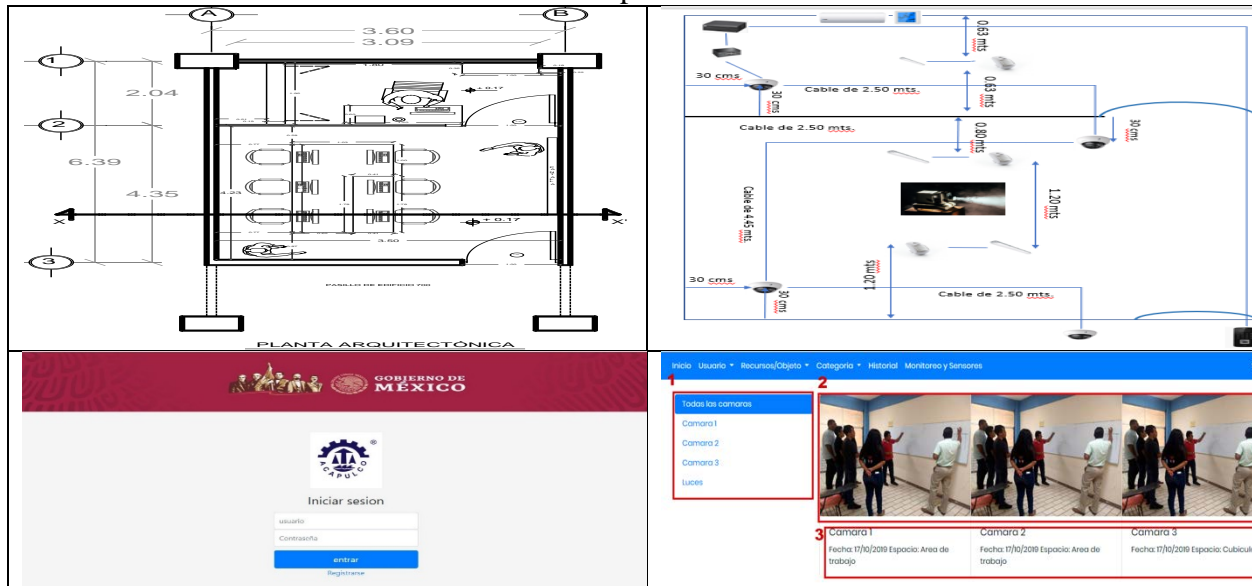 A
B
3.60
3.09
1
2.04
+ 0.17
2
6.39
4.35
4.23
X
X'
+ 0.17
3.50
3
PASILLO DE EDIFICIO 700
PLANTA ARQUITECTÓNICA
0.63 mts
30 cms
Cable de 2.50 mts.
30 cms
0.63 mts
Cable de 2.50 mts.
0.80 mts
30 cms
Cable de 4.45 mts.
1.20 mts
1.20 mts
30 cms
30 cms
Cable de 2.50 mts.
GOBIERNO DE
MÉXICO
ACAPULCO
®
Iniciar sesion
usuario
Contraseña
entrar
Registrarse
Inicio Usuario Recursos/Objeto Categoria Historial Monitoreo y Sensores
1
2
Todas las camaras
Camara 1
Camara 2
Camara 3
Luces
3
Camara 1
Fecha: 17/10/2019 Espacio: Area de
trabajo
Camara 2
Fecha: 17/10/2019 Espacio: Area de
trabajo
Camara 3
Fecha: 17/10/2019 Espacio: